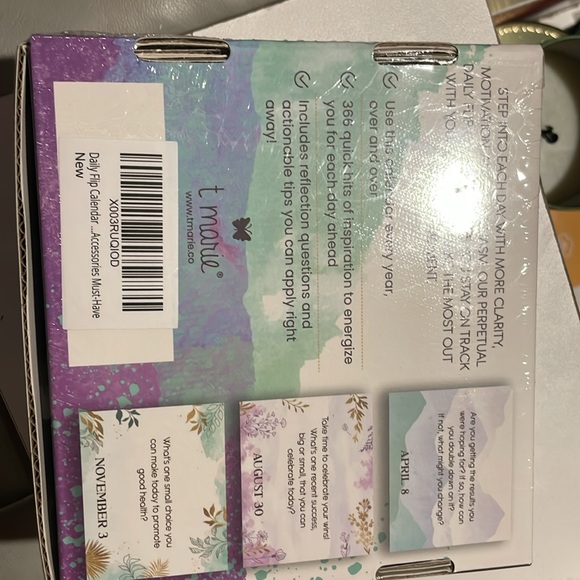 STEP INTO EACH DAY WITH MORE CLARITY,
MOTIVATION
PERPETUAL
DAILY FLIP
STAY ON TRACK
WITH YO
THE MOST OUT
Use this calendar every year,
over and over
366 quick hits of inspiration to energize
you for each day ahead
Includes reflection questions and
actionable tips you can apply right
away!
t marie®
www.tmarie.co
X003RUQIOD
Daily Flip Calendar ...Accessories Must-Have
New
Are you getting the results you
were hoping for? If so, how can
you double down on it?
If not, what might you change?
APRIL 8
Take time to celebrate your wins!
What's one recent success,
big or small, that you can
celebrate today?
AUGUST 30
What's one small choice you
can make today to promote
good health?
NOVEMBER 3